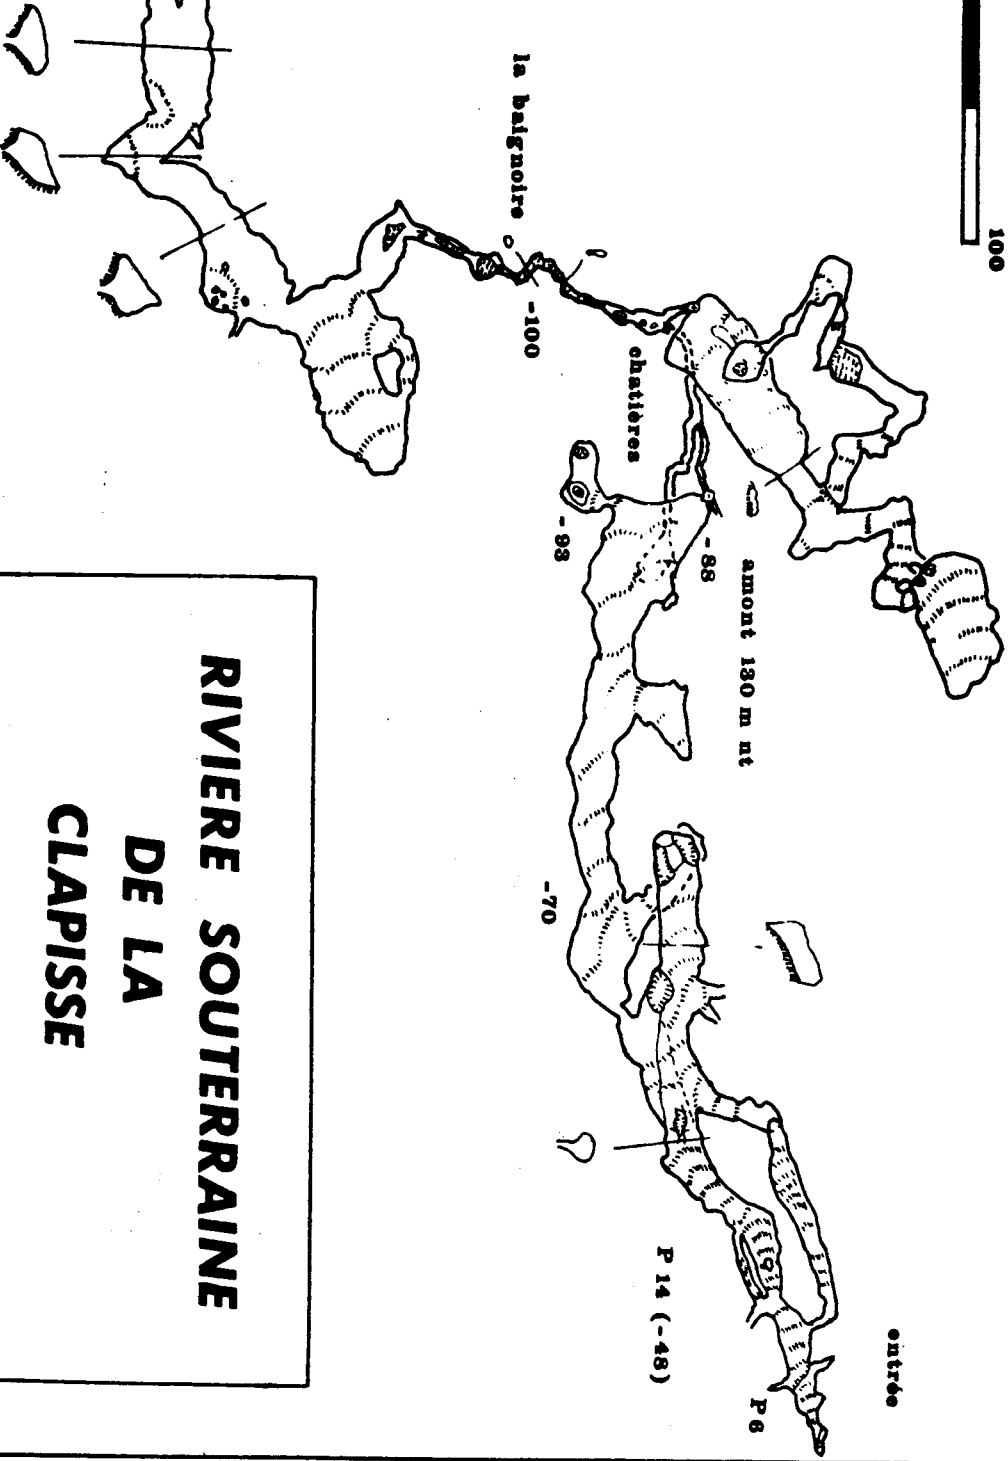 100
la baignoire
-100
chatières
-93
-88
amont 130 m nt
-70
P 14 (-48)
P 6
entrée
RIVIERE SOUTERRAINE
DE LA
CLAPISSE